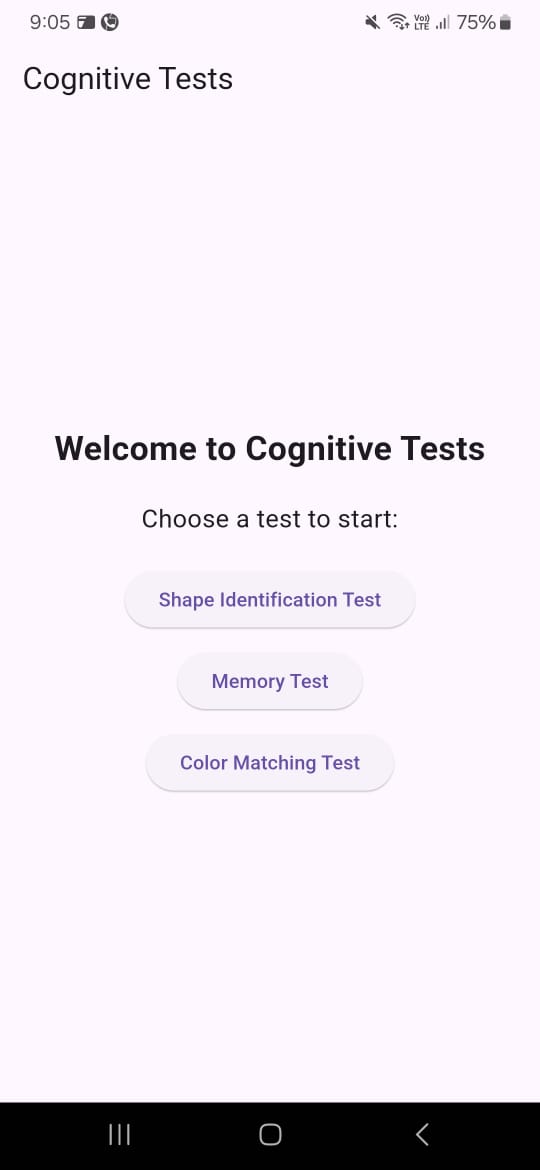 9:05 Vo)) LTE 75%
Cognitive Tests
Welcome to Cognitive Tests
Choose a test to start:
Shape Identification Test
Memory Test
Color Matching Test